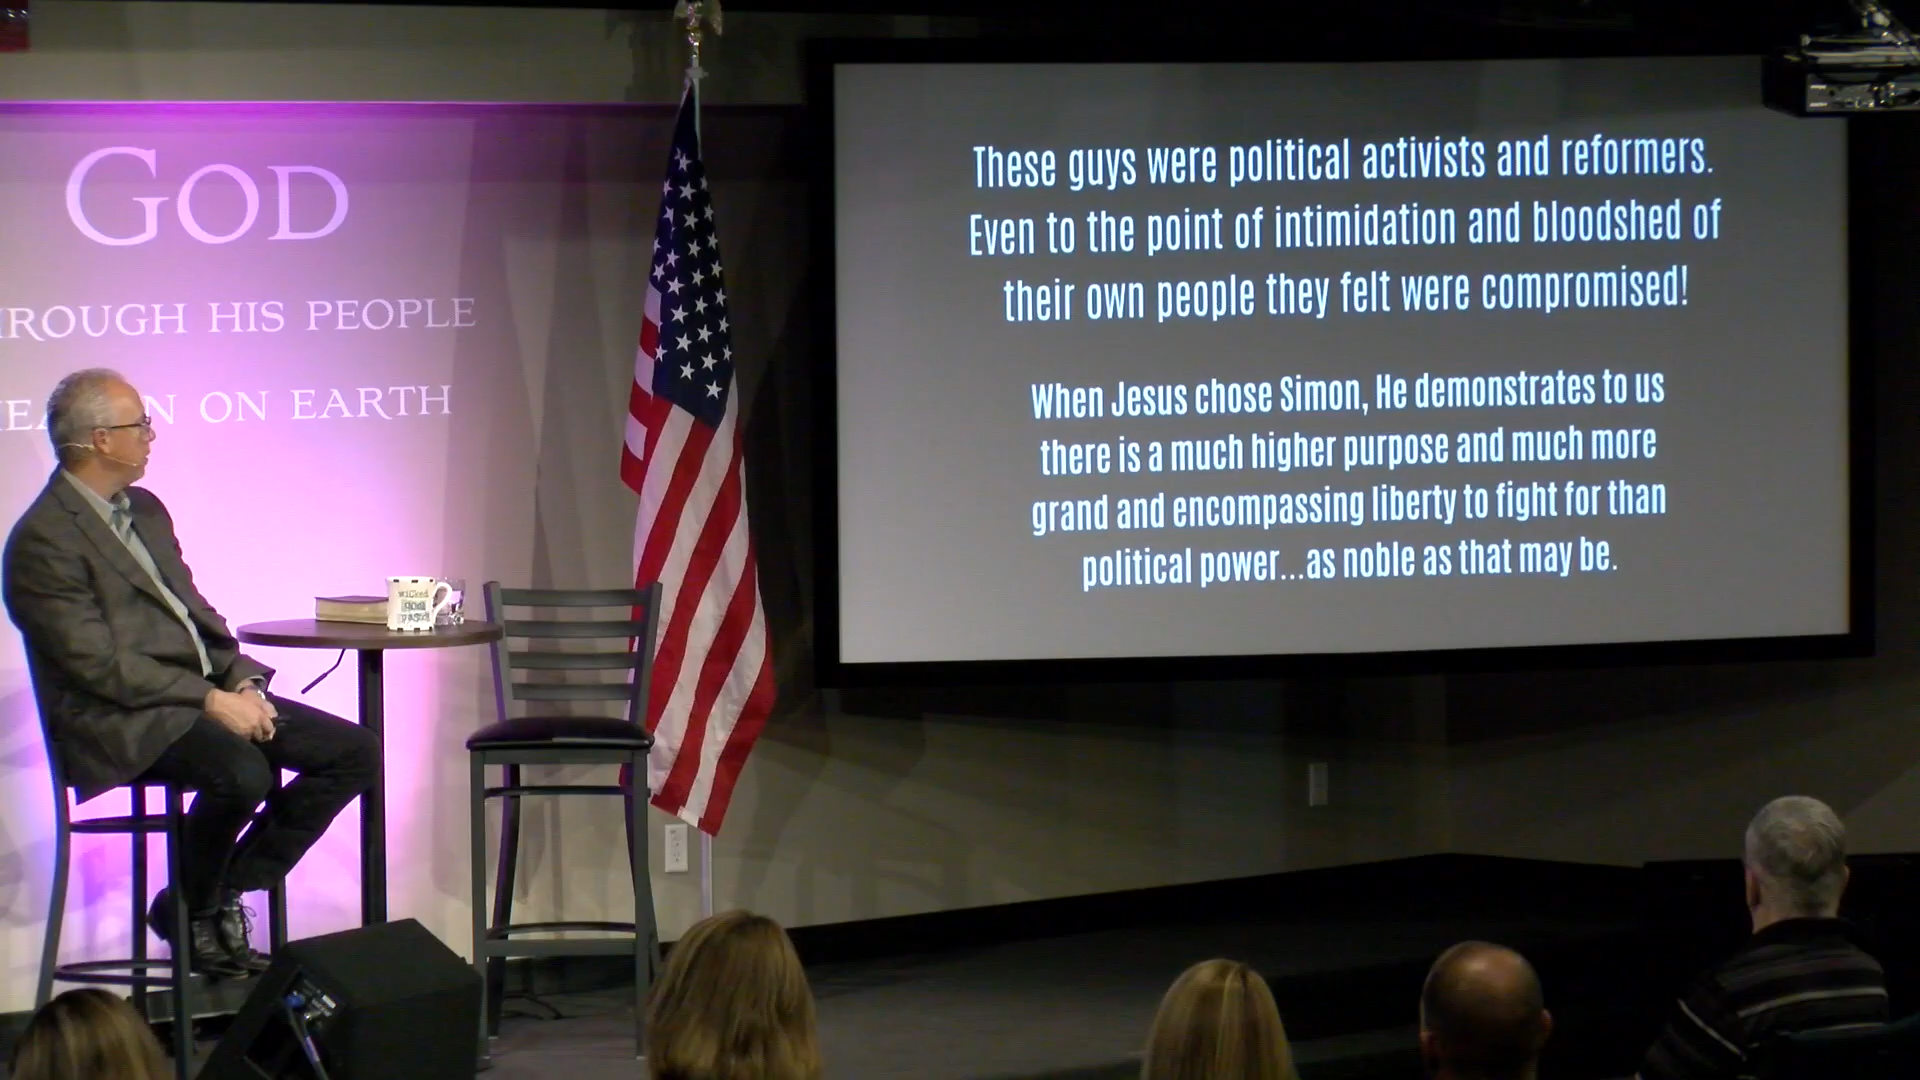 GOD
THROUGH HIS PEOPLE
ON EARTH
These guys were political activists and reformers.
Even to the point of intimidation and bloodshed of
their own people they felt were compromised!
When Jesus chose Simon, He demonstrates to us
there is a much higher purpose and much more
grand and encompassing liberty to fight for than
political power...as noble as that may be.
wicked
good